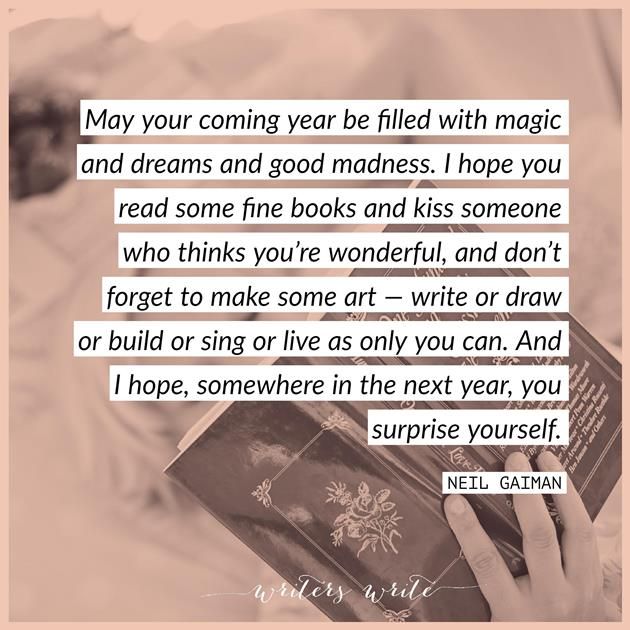 May your coming year be filled with magic
and dreams and good madness. I hope you
read some fine books and kiss someone
who thinks you’re wonderful, and don’t
forget to make some art — write or draw
or build or sing or live as only you can. And
I hope, somewhere in the next year, you
surprise yourself.
NEIL GAIMAN
writers write